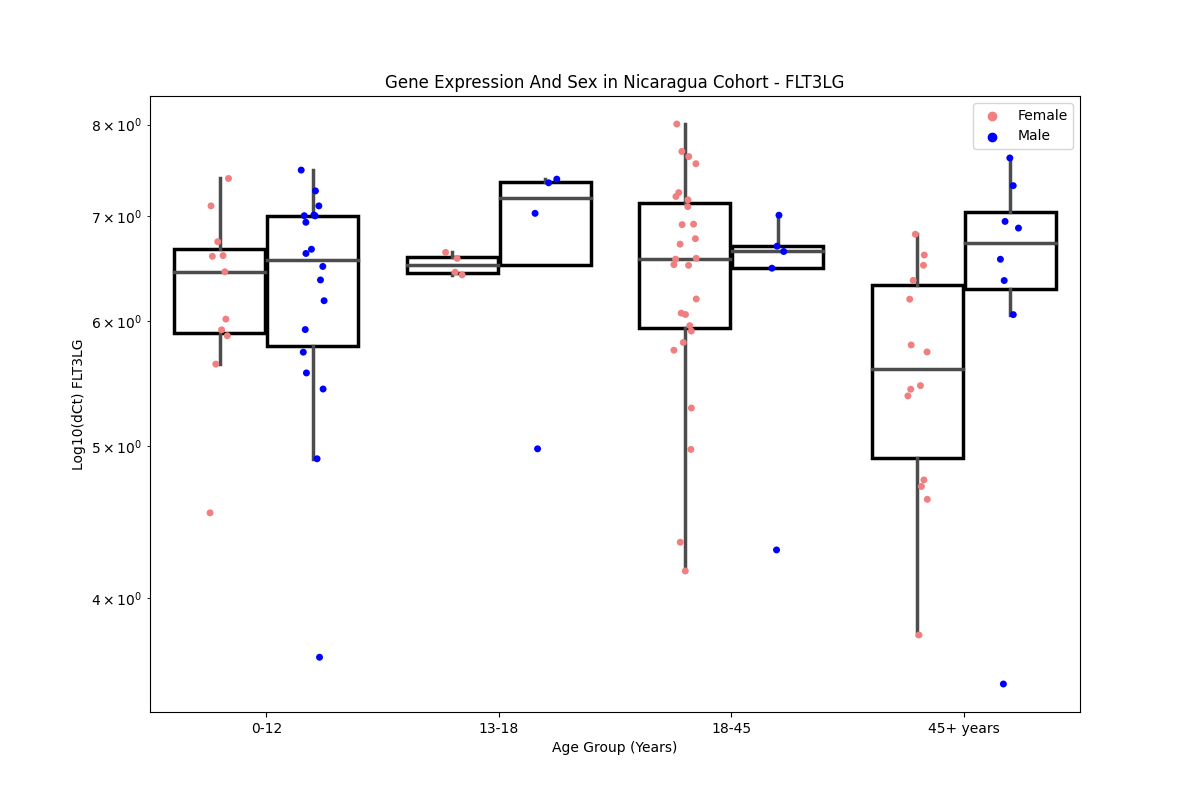 Gene Expression And Sex in Nicaragua Cohort - FLT3LG
Female
Male
8 × 10⁰
7 × 10⁰
6 × 10⁰
5 × 10⁰
4 × 10⁰
Log10(dCt) FLT3LG
0-12
13-18
18-45
45+ years
Age Group (Years)